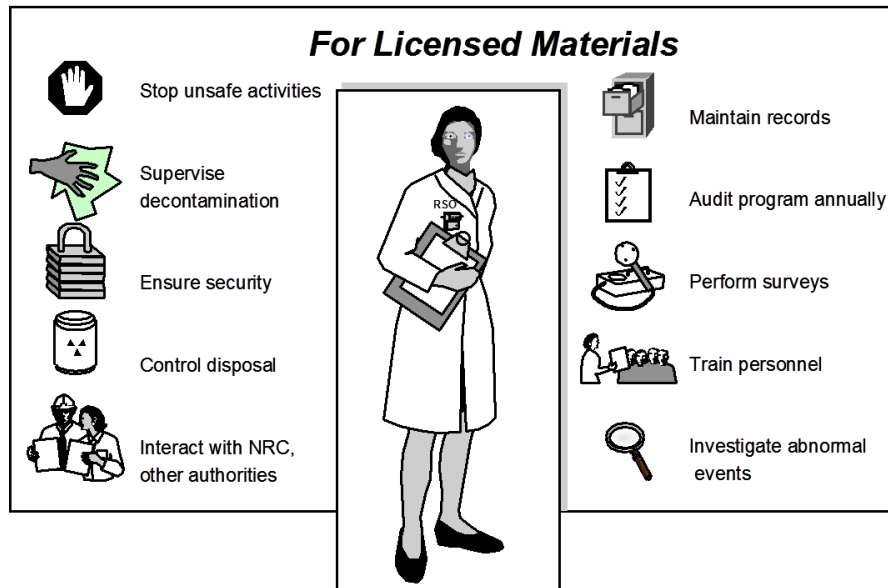 For Licensed Materials
Stop unsafe activities
Supervise
decontamination
Ensure security
Control disposal
Interact with NRC,
other authorities
RSO
Maintain records
Audit program annually
Perform surveys
Train personnel
Investigate abnormal
events